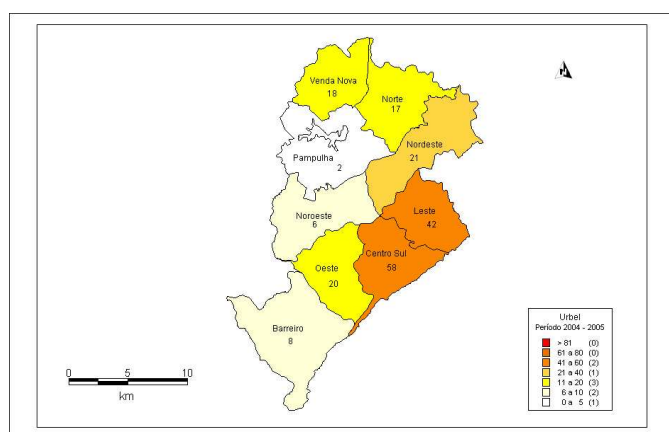 Venda Nova
18
Norte
17
Nordeste
21
Pampulha
2
Leste
42
Noroeste
6
Centro Sul
58
Oeste
20
Barreiro
8
0 5 10
km
Urbel
Período 2004 - 2005
> 81 (0)
61 a 80 (0)
41 a 60 (2)
21 a 40 (1)
11 a 20 (3)
6 a 10 (2)
0 a 5 (1)